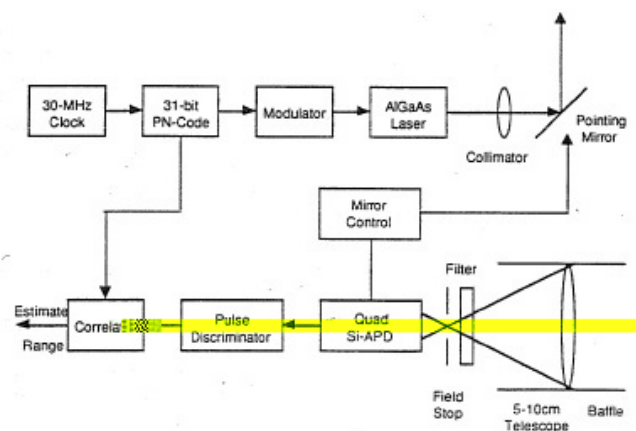 30-MHz
Clock
31-bit
PN-Code
Modulator
AlGaAs
Laser
Collimator
Pointing
Mirror
Mirror
Control
Filter
Estimate
Range
Correla
Pulse
Discriminator
Quad
Si-APD
Field
Stop
5-10cm
Telescope
Baffle